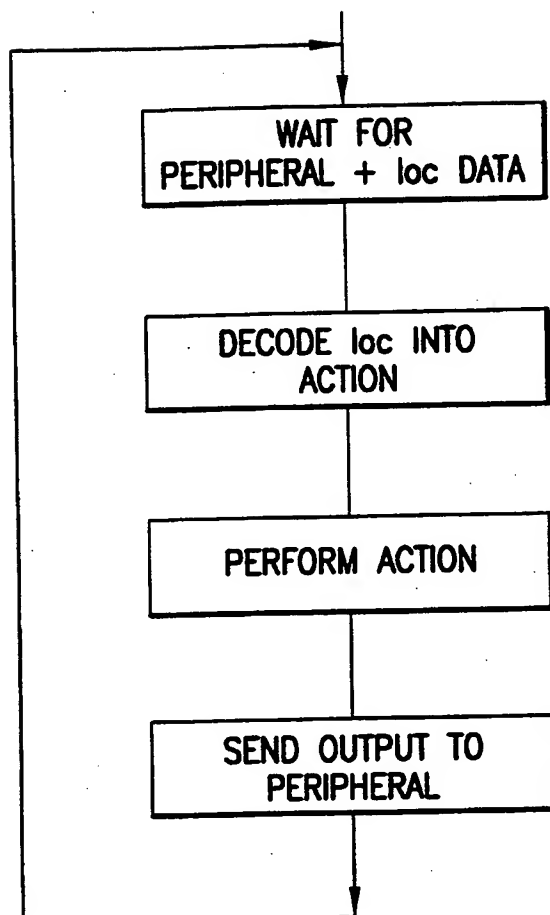 WAIT FOR
PERIPHERAL + loc DATA
DECODE loc INTO
ACTION
PERFORM ACTION
SEND OUTPUT TO
PERIPHERAL